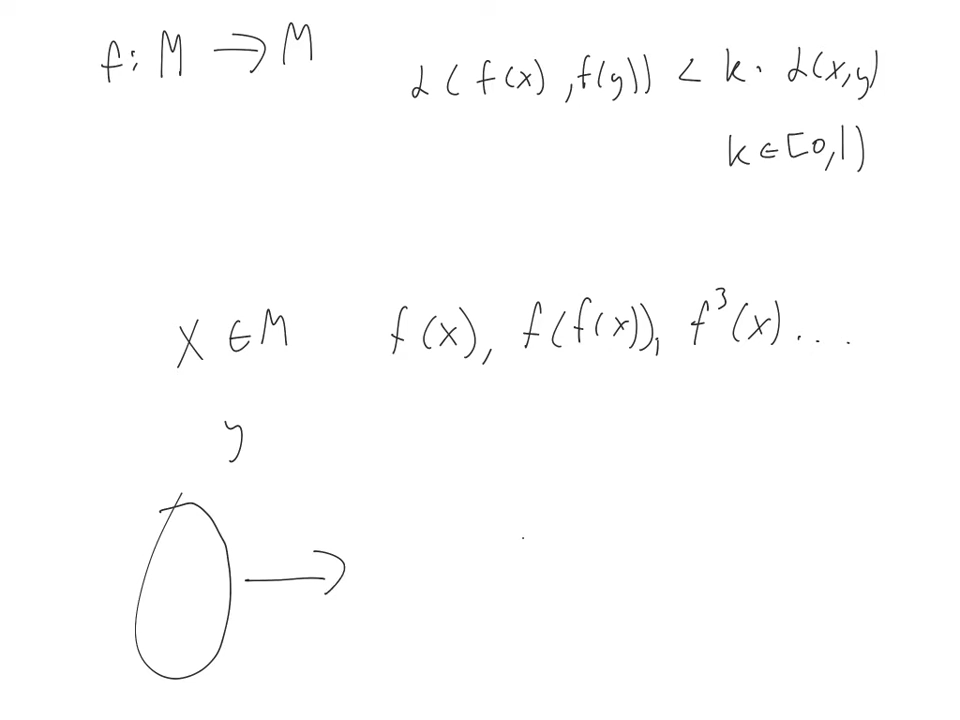 f: M → M
d(f(x), f(y)) < k · d(x,y)
k ∈ [0,1)
x ∈ M f(x), f(f(x)), f³(x) ....
y